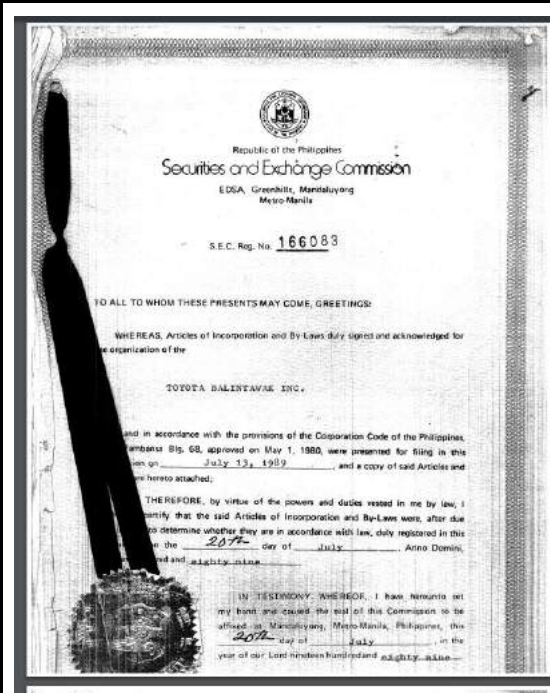 Republic of the Philippines
Securities and Exchange Commission
EDSA, Greenhills, Mandaluyong
Metro-Manila
S.E.C. Reg. No. 166083
TO ALL TO WHOM THESE PRESENTS MAY COME, GREETINGS:
WHEREAS, Articles of Incorporation and By-Laws duly signed and acknowledged for
organization of the
TOYOTA BALINTAWAK INC.
and in accordance with the provisions of the Corporation Code of the Philippines,
ambansa Blg. 68, approved on May 1, 1980, were presented for filing in this
on July 13, 1989, and a copy of said Articles and
hereto attached;
THEREFORE, by virtue of the powers and duties vested in me by law, I
certify that the said Articles of Incorporation and By-Laws were, after due
to determine whether they are in accordance with law, duly registered in this
the 20th day of July, Anno Domini,
and eighty nine
IN TESTIMONY WHEREOF, I have hereunto set
my hand and caused the seal of this Commission to be
affixed at Mandaluyong, Metro-Manila, Philippines, this
20th day of July, in the
year of our Lord nineteen hundred and eighty nine